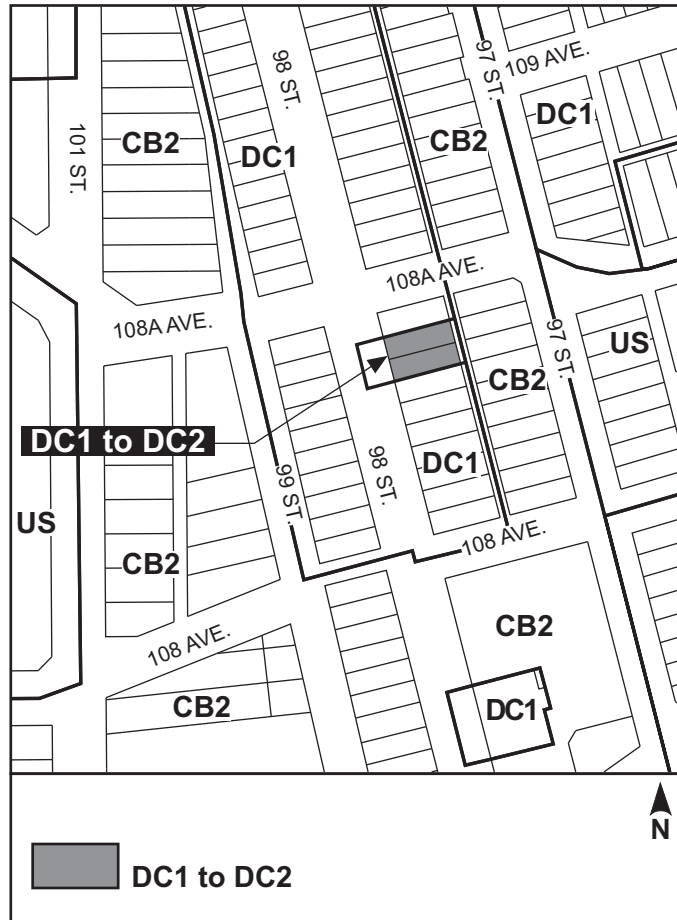 98 ST.
97 ST.
109 AVE.
101 ST.
CB2
DC1
CB2
DC1
108A AVE.
108A AVE.
97 ST.
US
CB2
DC1 to DC2
DC1
98 ST.
99 ST.
US
108 AVE.
CB2
CB2
108 AVE.
CB2
DC1
N
DC1 to DC2